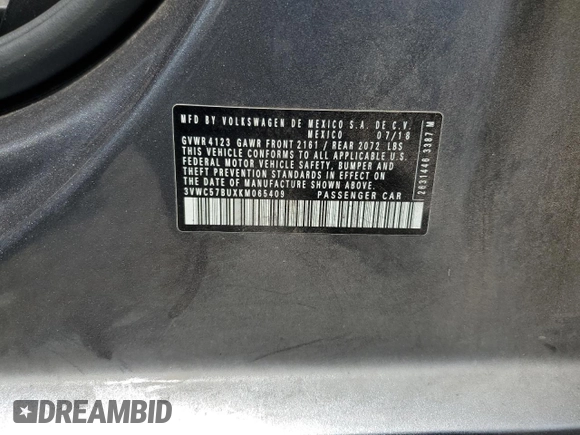 MFD BY VOLKSWAGEN DE MEXICO S.A. DE C.V.
MEXICO 07/18
GVWR 4123 GAWR FRONT 2161 / REAR 2072 LBS
THIS VEHICLE CONFORMS TO ALL APPLICABLE U.S.
FEDERAL MOTOR VEHICLE SAFETY, BUMPER AND
THEFT PREVENTION STANDARDS IN EFFECT ON THE
DATE OF MANUFACTURE SHOWN ABOVE
3VWC57BUXKM065409 PASSENGER CAR
2631446 3387 M
DREAMBID